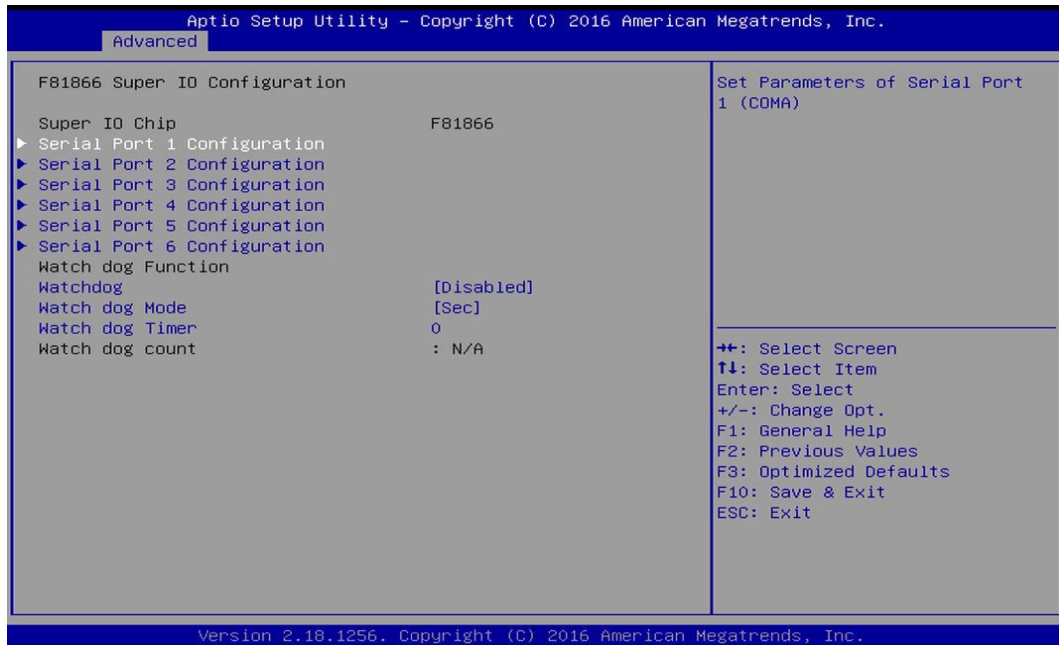 Aptio Setup Utility – Copyright (C) 2016 American Megatrends, Inc.
Advanced
F81866 Super IO Configuration
Super IO Chip F81866
▶ Serial Port 1 Configuration
▶ Serial Port 2 Configuration
▶ Serial Port 3 Configuration
▶ Serial Port 4 Configuration
▶ Serial Port 5 Configuration
▶ Serial Port 6 Configuration
Watch dog Function
Watchdog [Disabled]
Watch dog Mode [Sec]
Watch dog Timer 0
Watch dog count : N/A
Set Parameters of Serial Port
1 (COMA)
→←: Select Screen
↑↓: Select Item
Enter: Select
+/-: Change Opt.
F1: General Help
F2: Previous Values
F3: Optimized Defaults
F10: Save & Exit
ESC: Exit
Version 2.18.1256. Copyright (C) 2016 American Megatrends, Inc.